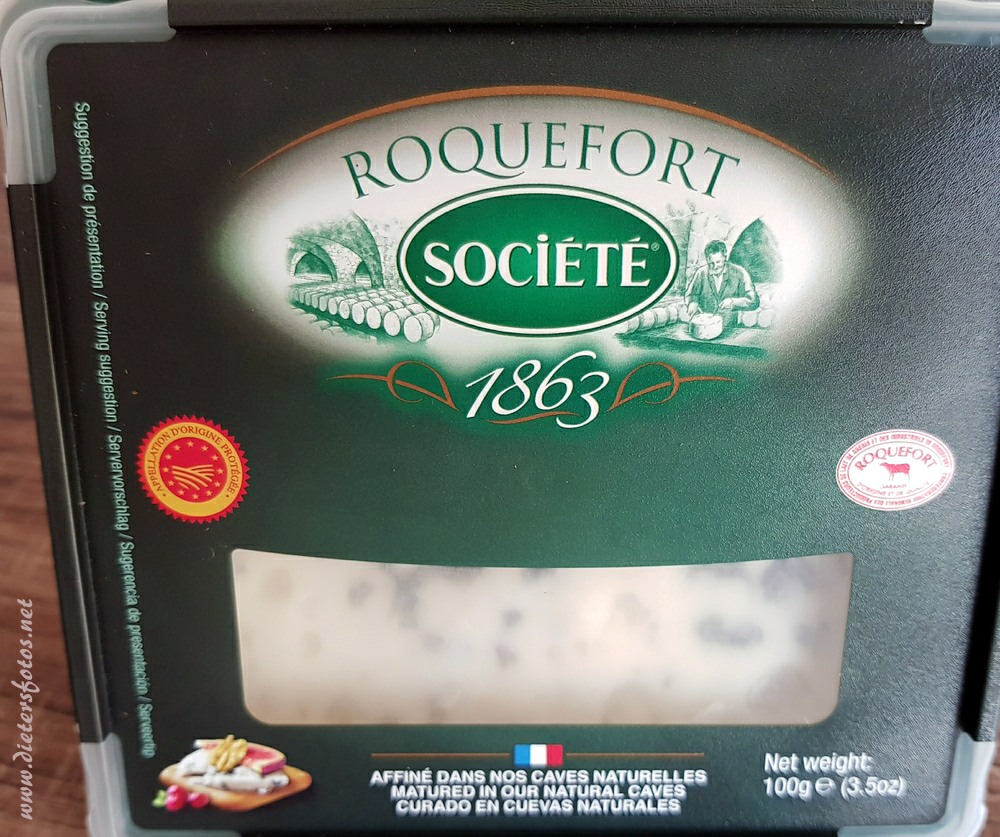 ROQUEFORT
SOCIÉTÉ®
1863
Suggestion de présentation / Serving suggestion / Serviervorschlag / Sugerencia de presentación / Serveertip
APPELLATION D'ORIGINE PROTÉGÉE
ROQUEFORT
AFFINÉ DANS NOS CAVES NATURELLES
MATURED IN OUR NATURAL CAVES
CURADO EN CUEVAS NATURALES
Net weight:
100g ℮ (3.5oz)
www.dietersfotos.net